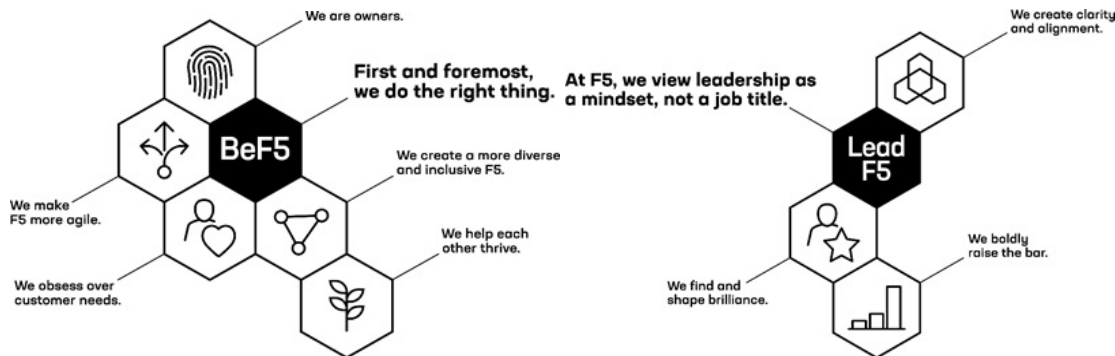 We are owners.
First and foremost,
we do the right thing.
BeF5
We create a more diverse
and inclusive F5.
We make
F5 more agile.
We help each
other thrive.
We obsess over
customer needs.
We create clarity
and alignment.
At F5, we view leadership as
a mindset, not a job title.
Lead
F5
We boldly
raise the bar.
We find and
shape brilliance.